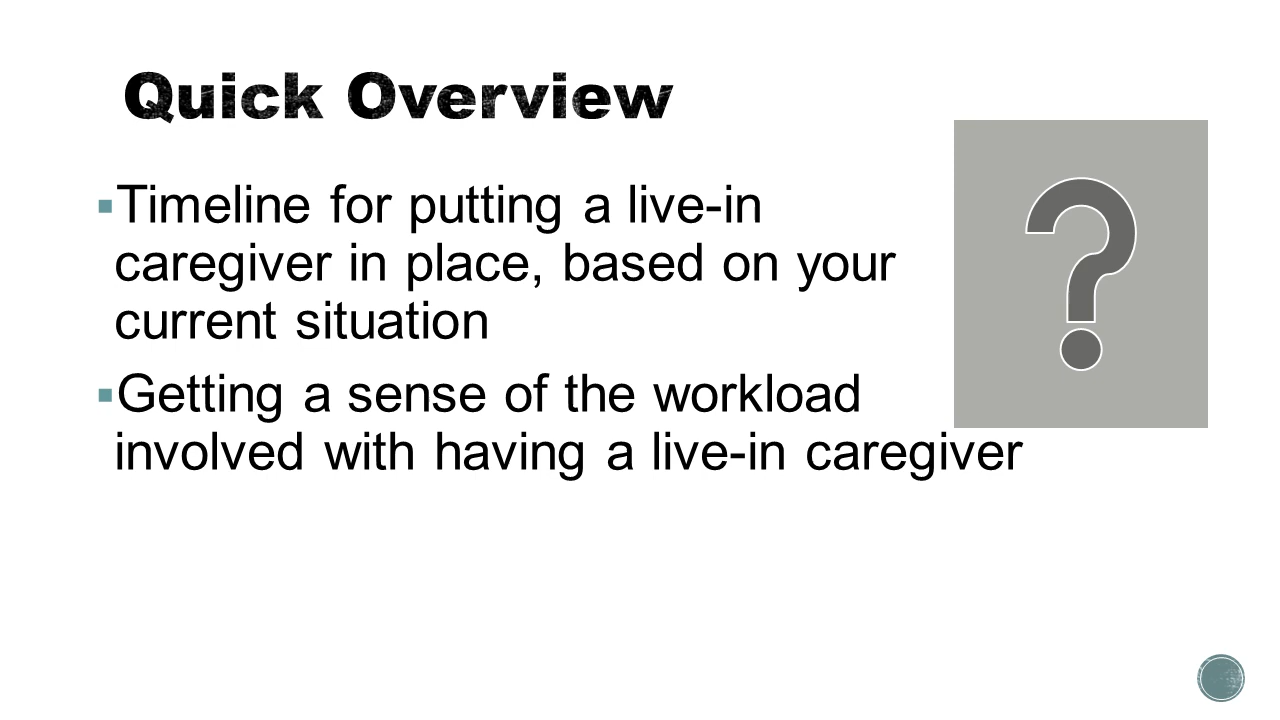 Quick Overview
▪Timeline for putting a live-in
caregiver in place, based on your
current situation
▪Getting a sense of the workload
involved with having a live-in caregiver
?